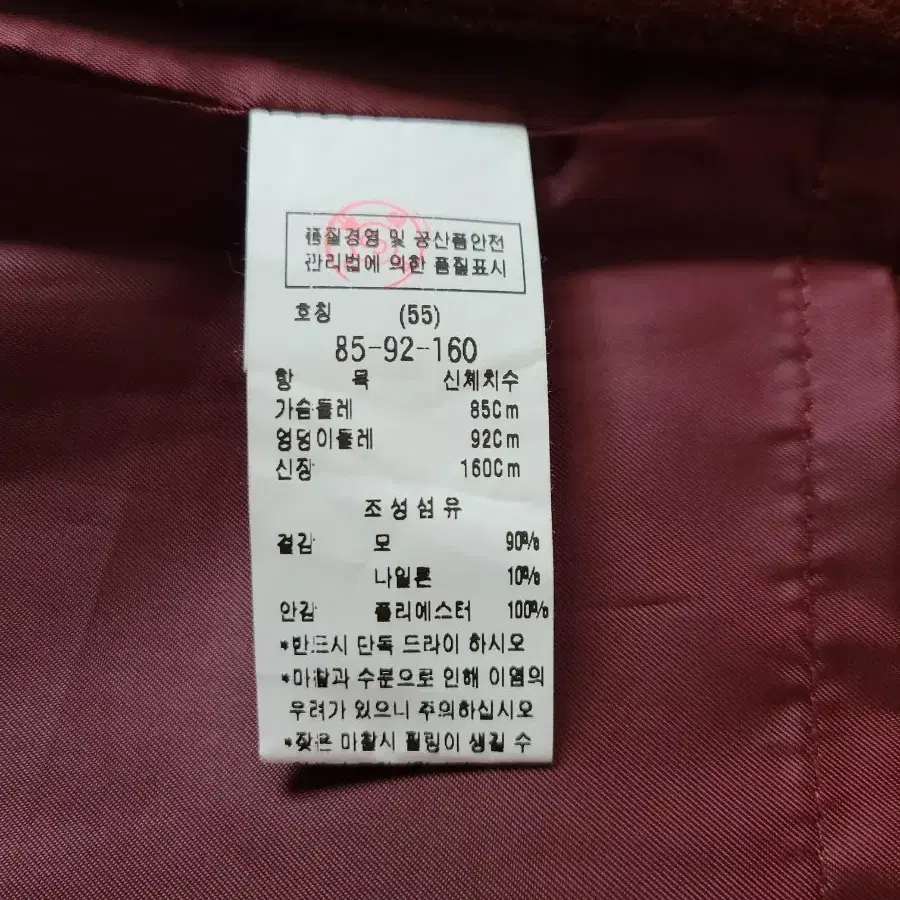 품질경영 및 공산품안전
관리법에 의한 품질표시
호칭 (55)
85-92-160
항 목 신체치수
가슴둘레 85Cm
엉덩이둘레 92Cm
신장 160Cm
조성섬유
겉감 모 90%
나일론 10%
안감 폴리에스터 100%
*반드시 단독 드라이 하시오
*마찰과 수분으로 인해 이염의
우려가 있으니 주의하십시오
*잦은 마찰시 필링이 생길 수